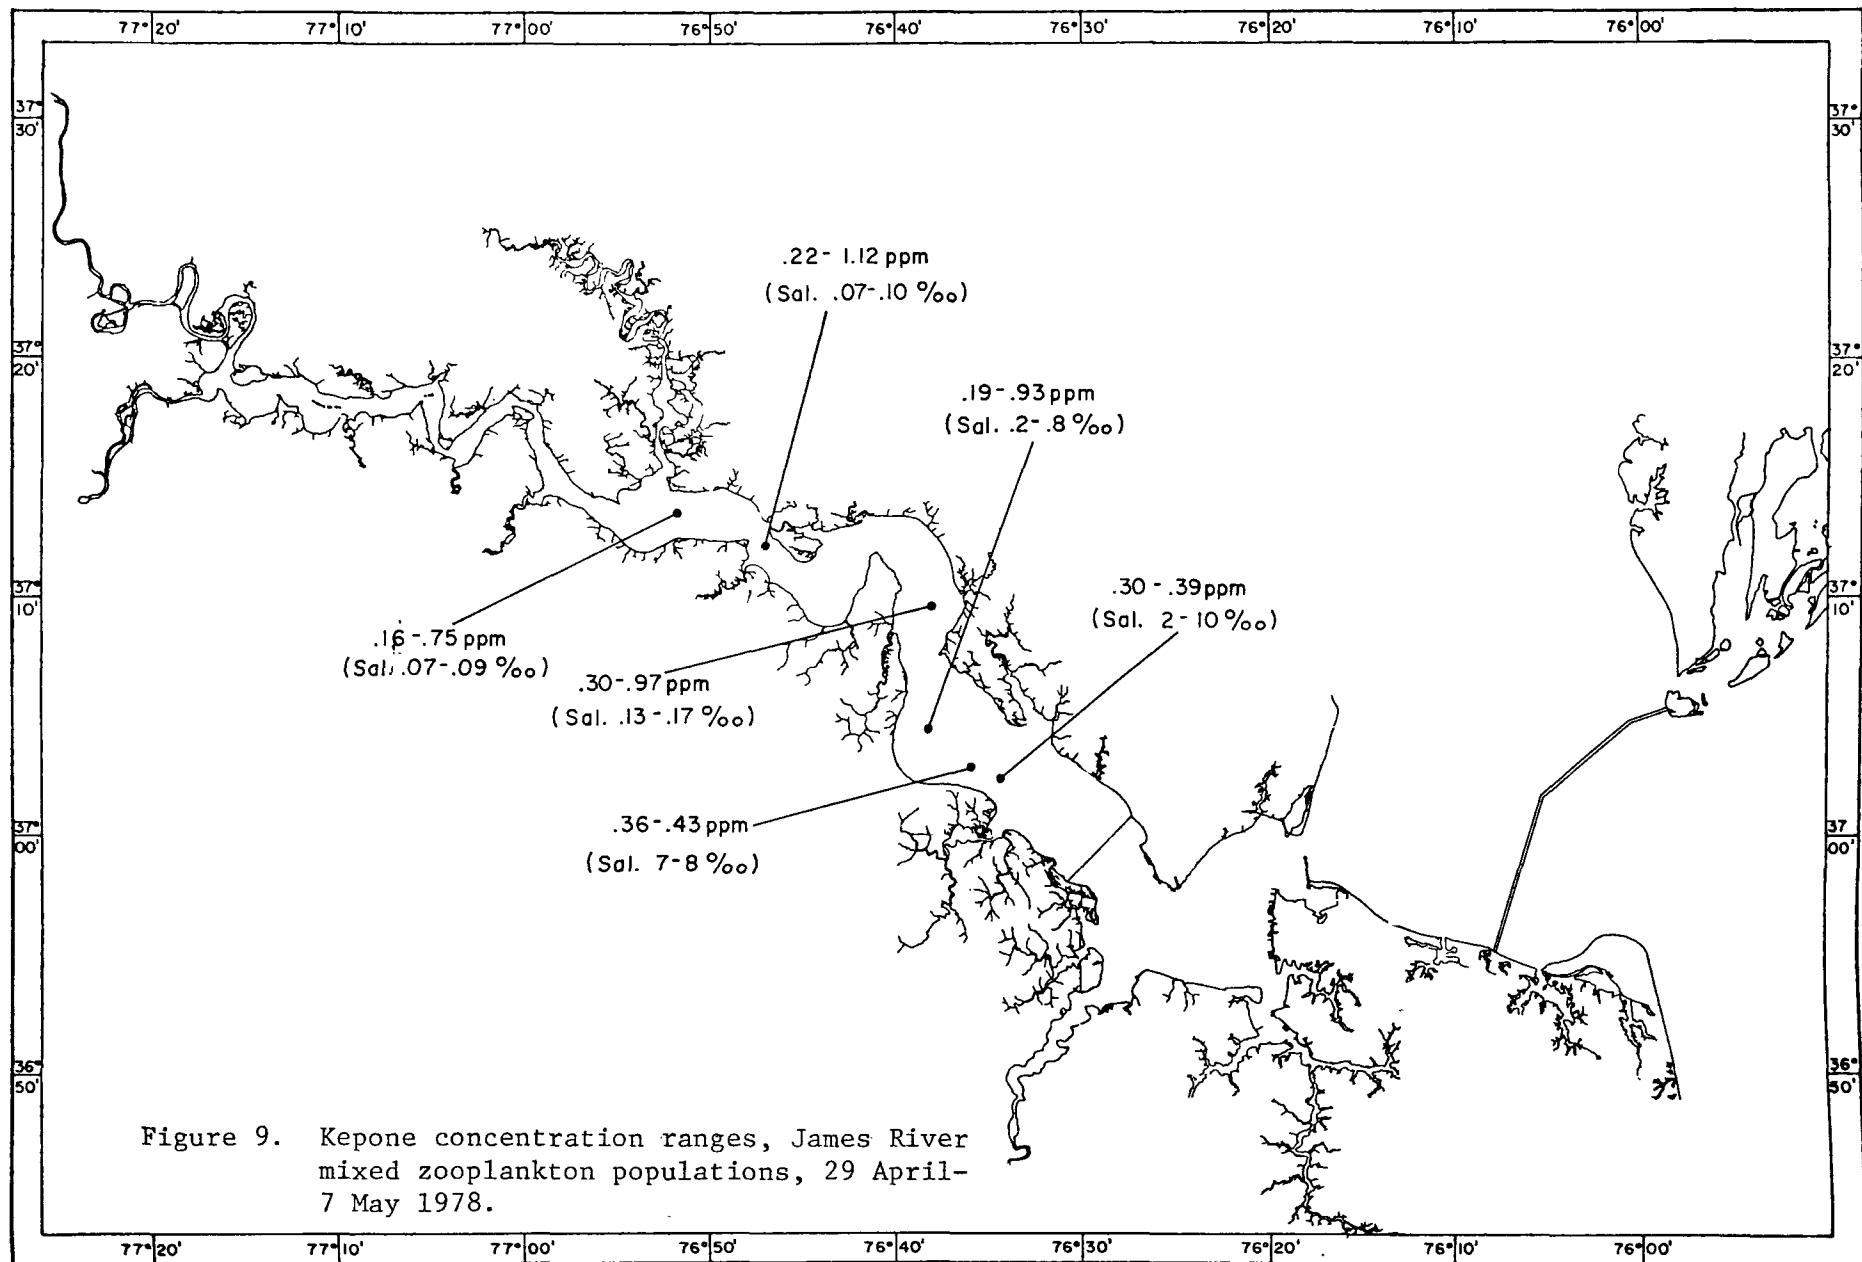 77°20' 77°10' 77°00' 76°50' 76°40' 76°30' 76°20' 76°10' 76°00'
37° 30' 37° 30'
.22-1.12 ppm
(Sal. .07-.10 ‰)
37° 20' 37° 20'
.19-.93 ppm
(Sal. .2-.8 ‰)
37° 10' 37° 10'
.30-.39 ppm
(Sal. 2-10 ‰)
.16-.75 ppm
(Sal. .07-.09 ‰)
.30-.97 ppm
(Sal. .13-.17 ‰)
.36-.43 ppm
(Sal. 7-8 ‰)
37° 00' 37 00'
36° 50' 36° 50'
Figure 9. Kepone concentration ranges, James River
mixed zooplankton populations, 29 April-
7 May 1978.
77°20' 77°10' 77°00' 76°50' 76°40' 76°30' 76°20' 76°10' 76°00'